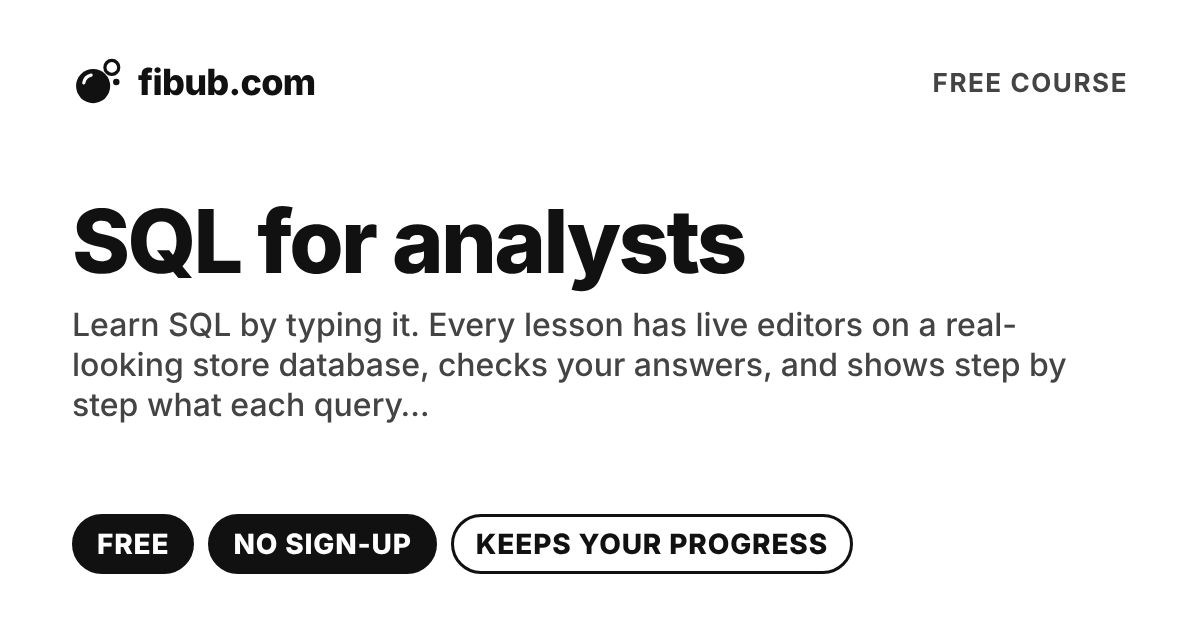 fibub.com
FREE COURSE
SQL for analysts
Learn SQL by typing it. Every lesson has live editors on a real-
looking store database, checks your answers, and shows step by
step what each query...
FREE
NO SIGN-UP
KEEPS YOUR PROGRESS